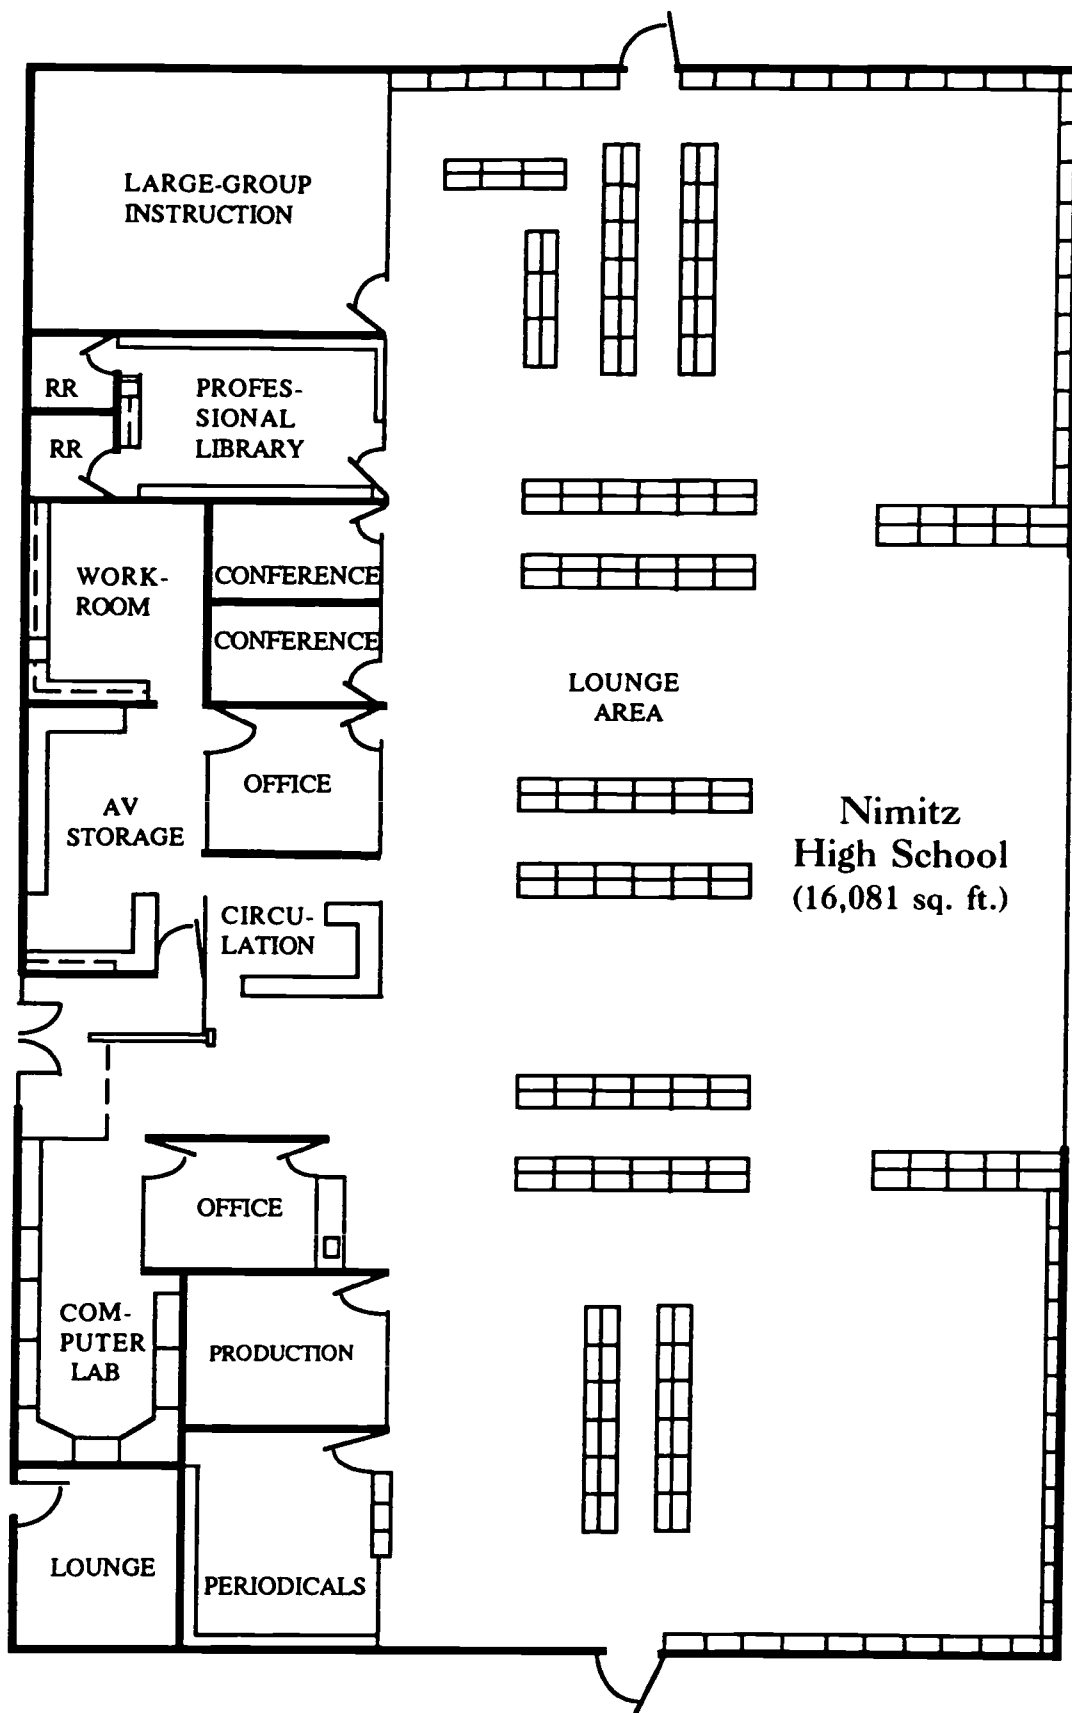 LARGE-GROUP
INSTRUCTION
RR
RR
PROFES-
SIONAL
LIBRARY
WORK-
ROOM
CONFERENCE
CONFERENCE
LOUNGE
AREA
OFFICE
AV
STORAGE
Nimitz
High School
(16,081 sq. ft.)
CIRCU-
LATION
OFFICE
COM-
PUTER
LAB
PRODUCTION
LOUNGE
PERIODICALS